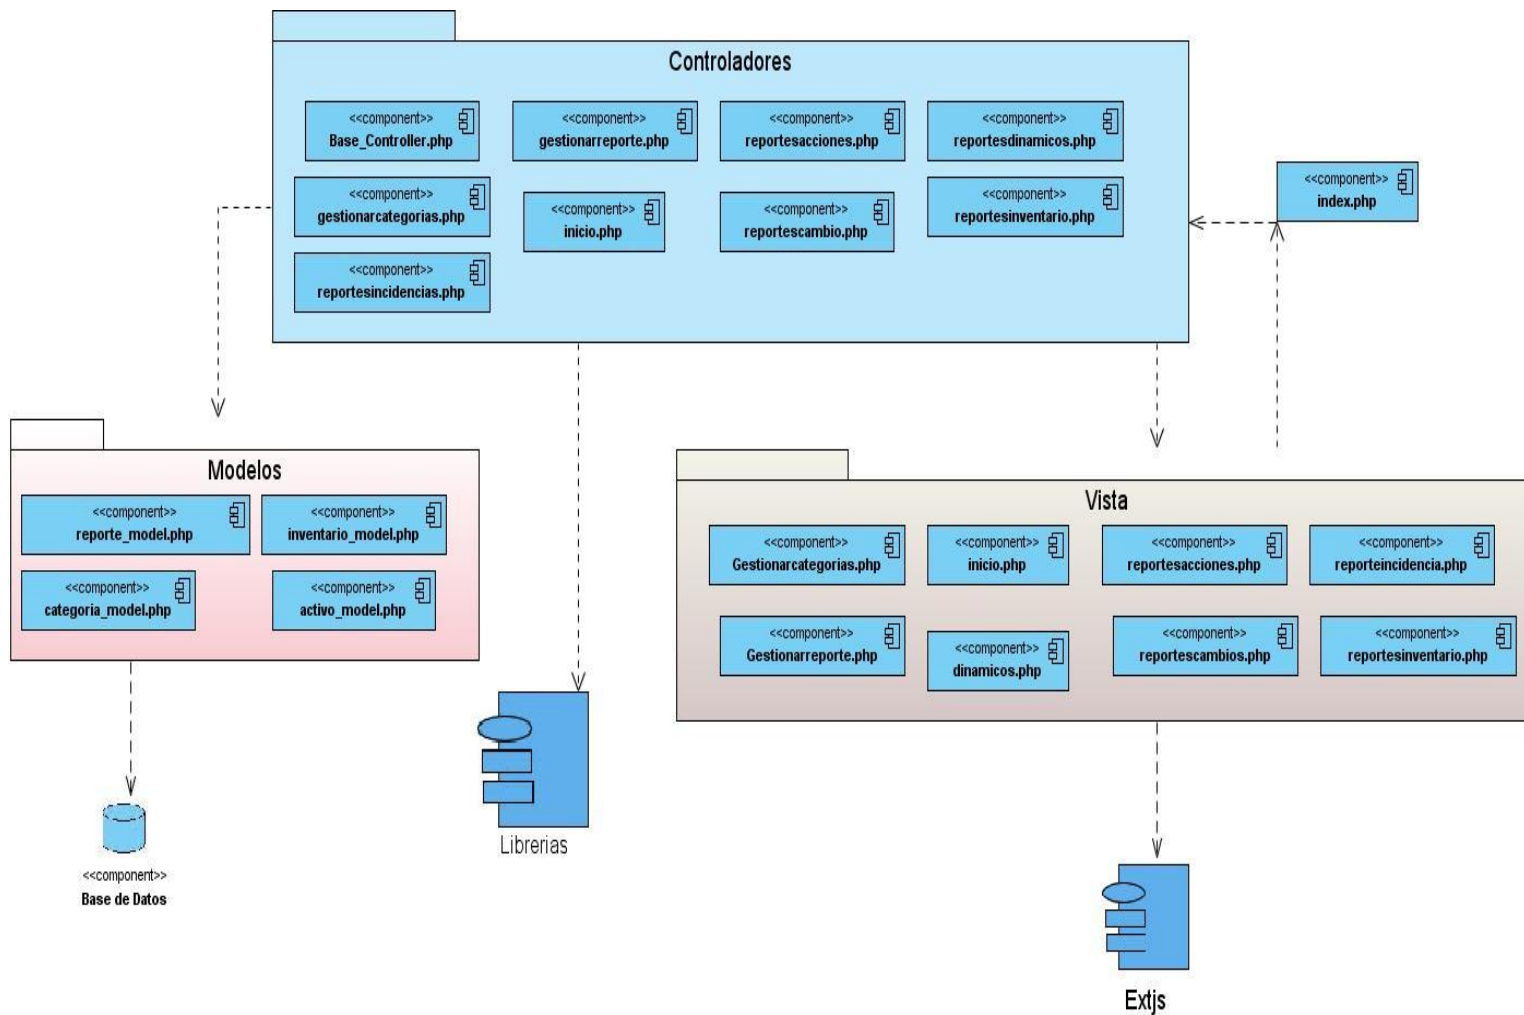 Controladores
<<component>>
Base_Controller.php
<<component>>
gestionarreporte.php
<<component>>
reportesacciones.php
<<component>>
reportesdinamicos.php
<<component>>
gestionarcategorias.php
<<component>>
inicio.php
<<component>>
reportescambio.php
<<component>>
reportesinventario.php
<<component>>
index.php
<<component>>
reportesincidencias.php
Modelos
<<component>>
reporte_model.php
<<component>>
inventario_model.php
<<component>>
categoria_model.php
<<component>>
activo_model.php
Vista
<<component>>
Gestionarcategorias.php
<<component>>
inicio.php
<<component>>
reportesacciones.php
<<component>>
reporteincidencia.php
<<component>>
Gestionarreporte.php
<<component>>
dinamicos.php
<<component>>
reportescambios.php
<<component>>
reportesinventario.php
Librerias
<<component>>
Base de Datos
Extjs